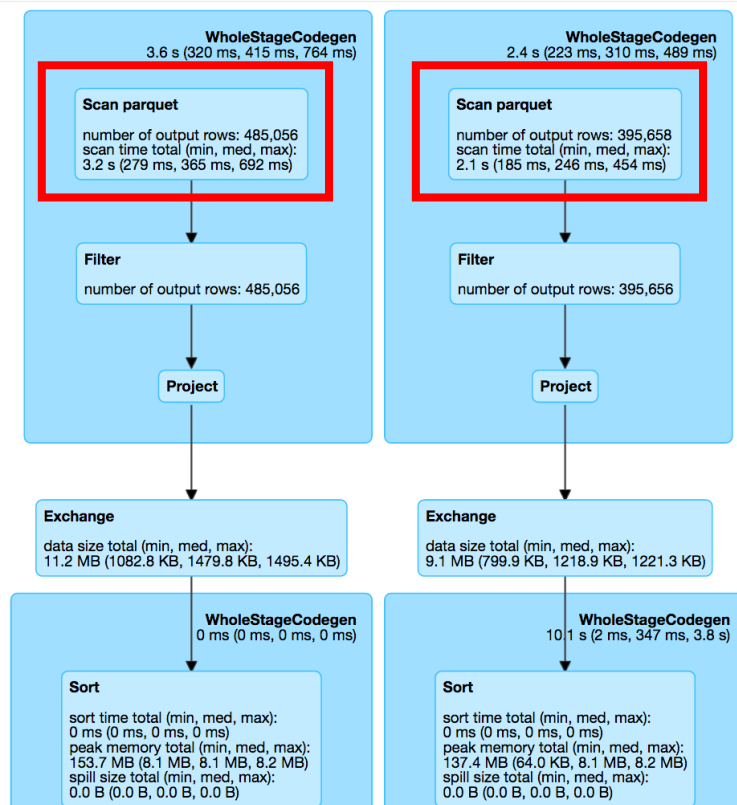 WholeStageCodegen
3.6 s (320 ms, 415 ms, 764 ms)
Scan parquet
number of output rows: 485,056
scan time total (min, med, max):
3.2 s (279 ms, 365 ms, 692 ms)
Filter
number of output rows: 485,056
Project
Exchange
data size total (min, med, max):
11.2 MB (1082.8 KB, 1479.8 KB, 1495.4 KB)
WholeStageCodegen
0 ms (0 ms, 0 ms, 0 ms)
Sort
sort time total (min, med, max):
0 ms (0 ms, 0 ms, 0 ms)
peak memory total (min, med, max):
153.7 MB (8.1 MB, 8.1 MB, 8.2 MB)
spill size total (min, med, max):
0.0 B (0.0 B, 0.0 B, 0.0 B)
WholeStageCodegen
2.4 s (223 ms, 310 ms, 489 ms)
Scan parquet
number of output rows: 395,658
scan time total (min, med, max):
2.1 s (185 ms, 246 ms, 454 ms)
Filter
number of output rows: 395,656
Project
Exchange
data size total (min, med, max):
9.1 MB (799.9 KB, 1218.9 KB, 1221.3 KB)
WholeStageCodegen
10.1 s (2 ms, 347 ms, 3.8 s)
Sort
sort time total (min, med, max):
0 ms (0 ms, 0 ms, 0 ms)
peak memory total (min, med, max):
137.4 MB (64.0 KB, 8.1 MB, 8.2 MB)
spill size total (min, med, max):
0.0 B (0.0 B, 0.0 B, 0.0 B)